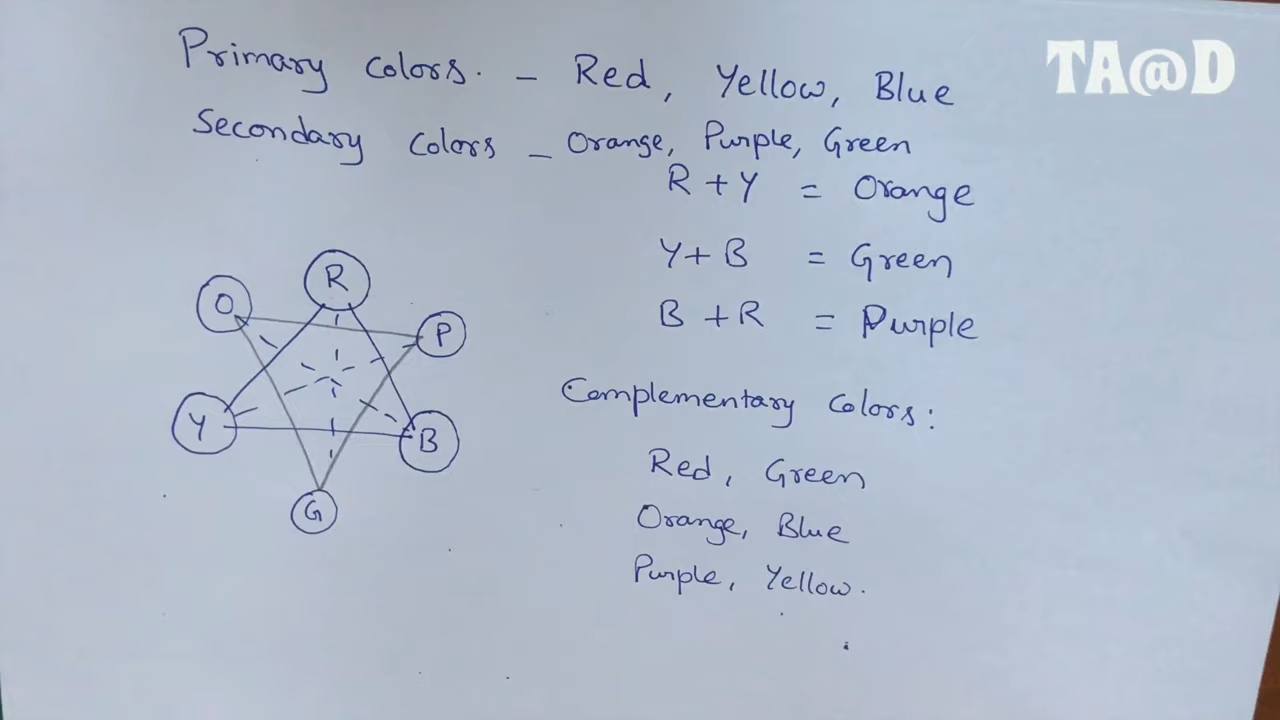 Primary Colors. - Red, Yellow, Blue
TA@D
Secondary Colors - Orange, Purple, Green
R + Y = Orange
Y + B = Green
B + R = Purple
R
O
P
Y
B
G
Complementary Colors:
Red, Green
Orange, Blue
Purple, Yellow.